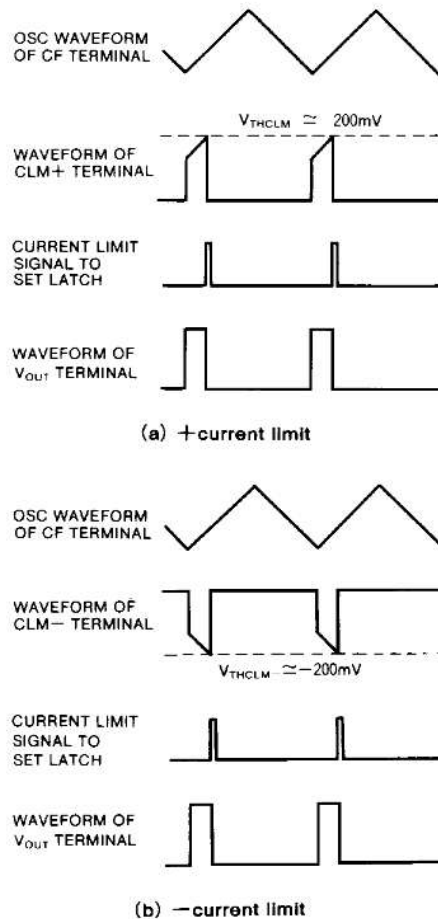 OSC WAVEFORM
OF CF TERMINAL
V_THCLM ≃ 200mV
WAVEFORM OF
CLM+ TERMINAL
CURRENT LIMIT
SIGNAL TO
SET LATCH
WAVEFORM OF
V_OUT TERMINAL
(a) +current limit
OSC WAVEFORM
OF CF TERMINAL
WAVEFORM OF
CLM− TERMINAL
V_THCLM ≃−200mV
CURRENT LIMIT
SIGNAL TO
SET LATCH
WAVEFORM OF
V_OUT TERMINAL
(b) −current limit